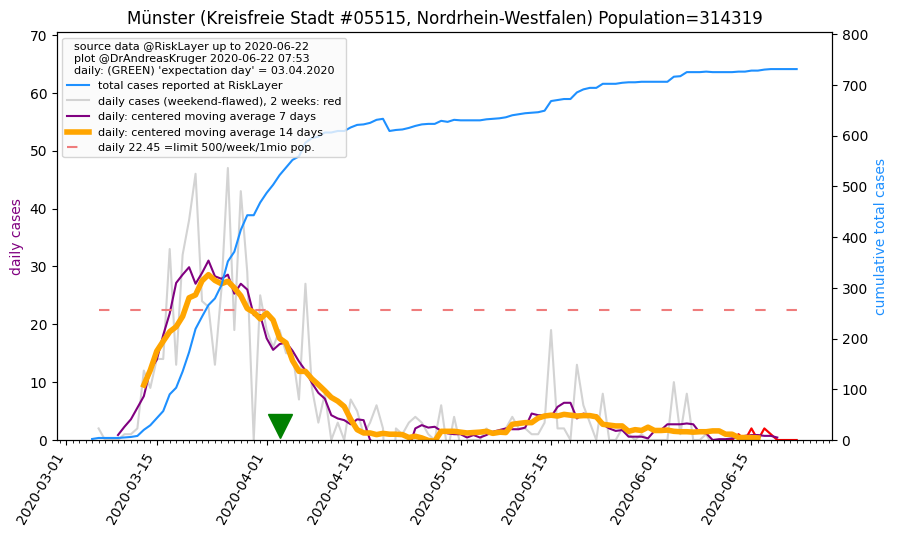 Münster (Kreisfreie Stadt #05515, Nordrhein-Westfalen) Population=314319
source data @RiskLayer up to 2020-06-22
plot @DrAndreasKruger 2020-06-22 07:53
daily: (GREEN) 'expectation day' = 03.04.2020
total cases reported at RiskLayer
daily cases (weekend-flawed), 2 weeks: red
daily: centered moving average 7 days
daily: centered moving average 14 days
daily 22.45 =limit 500/week/1mio pop.
daily cases
70
60
50
40
30
20
10
0
cumulative total cases
800
700
600
500
400
300
200
100
0
2020-03-01
2020-03-15
2020-04-01
2020-04-15
2020-05-01
2020-05-15
2020-06-01
2020-06-15